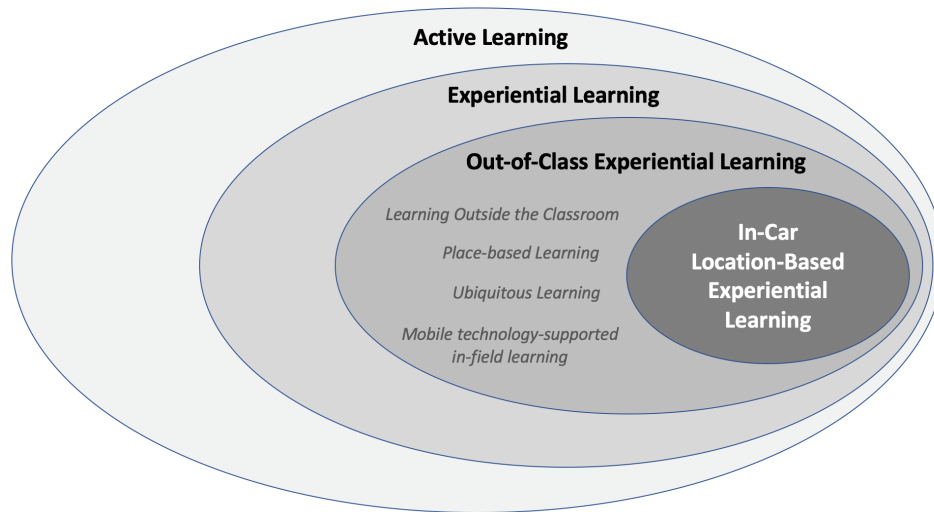 Active Learning
Experiential Learning
Out-of-Class Experiential Learning
Learning Outside the Classroom
Place-based Learning
Ubiquitous Learning
Mobile technology-supported
in-field learning
In-Car
Location-Based
Experiential
Learning